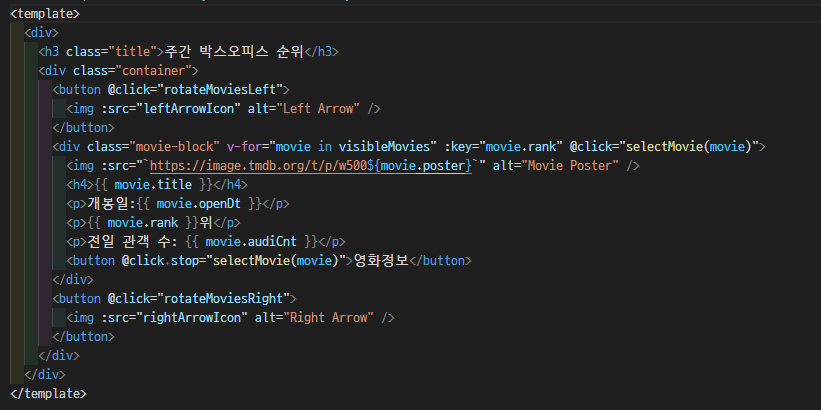 <template>
<div>
<h3 class="title">주간 박스오피스 순위</h3>
<div class="container">
<button @click="rotateMoviesLeft">
<img :src="leftArrowIcon" alt="Left Arrow" />
</button>
<div class="movie-block" v-for="movie in visibleMovies" :key="movie.rank" @click="selectMovie(movie)">
<img :src="`https://image.tmdb.org/t/p/w500${movie.poster}`" alt="Movie Poster" />
<h4>{{ movie.title }}</h4>
<p>개봉일:{{ movie.openDt }}</p>
<p>{{ movie.rank }}위</p>
<p>전일 관객 수: {{ movie.audiCnt }}</p>
<button @click.stop="selectMovie(movie)">영화정보</button>
</div>
<button @click="rotateMoviesRight">
<img :src="rightArrowIcon" alt="Right Arrow" />
</button>
</div>
</div>
</template>